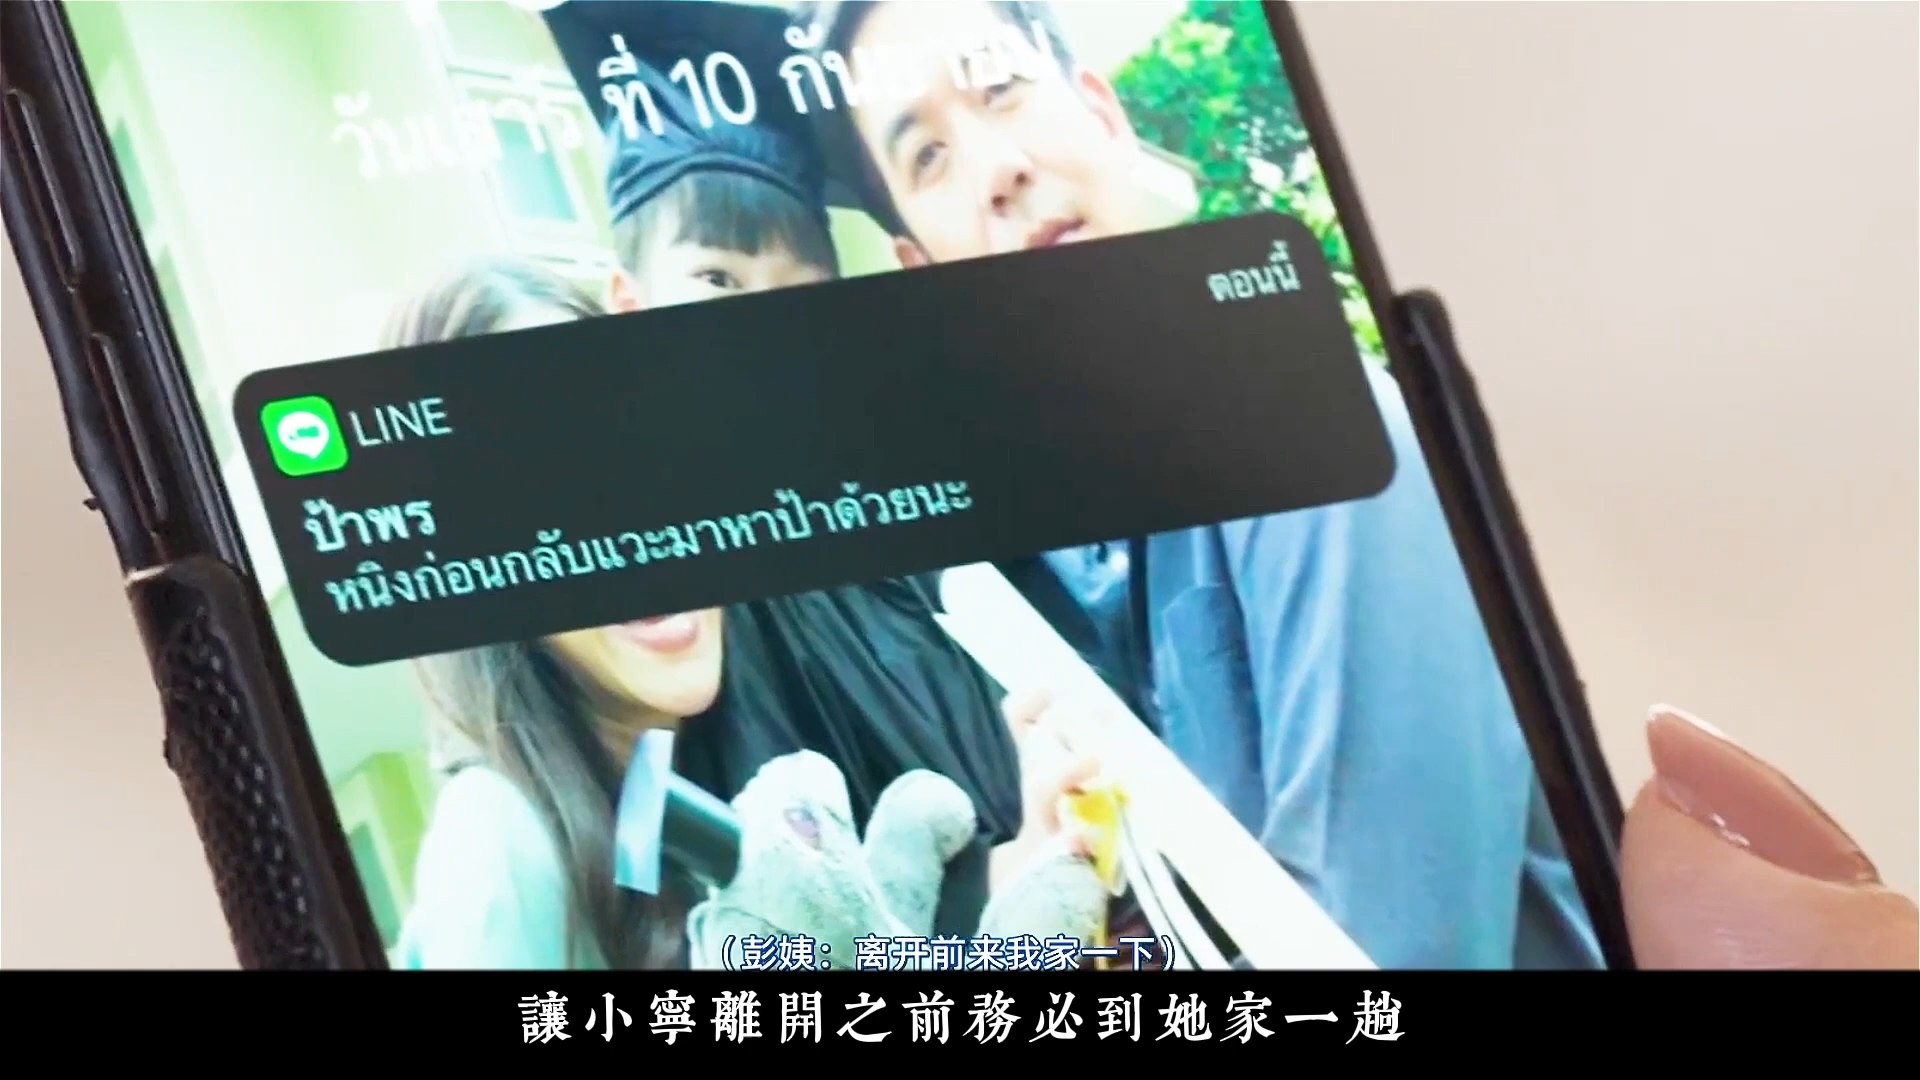 วันเสาร์ ที่ 10 กันยายน
ตอนนี้
LINE
ป้าพร
หนิงก่อนกลับแวะมาหาป้าด้วยนะ
（彭姨：离开前来我家一下）
讓小寧離開之前務必到她家一趟